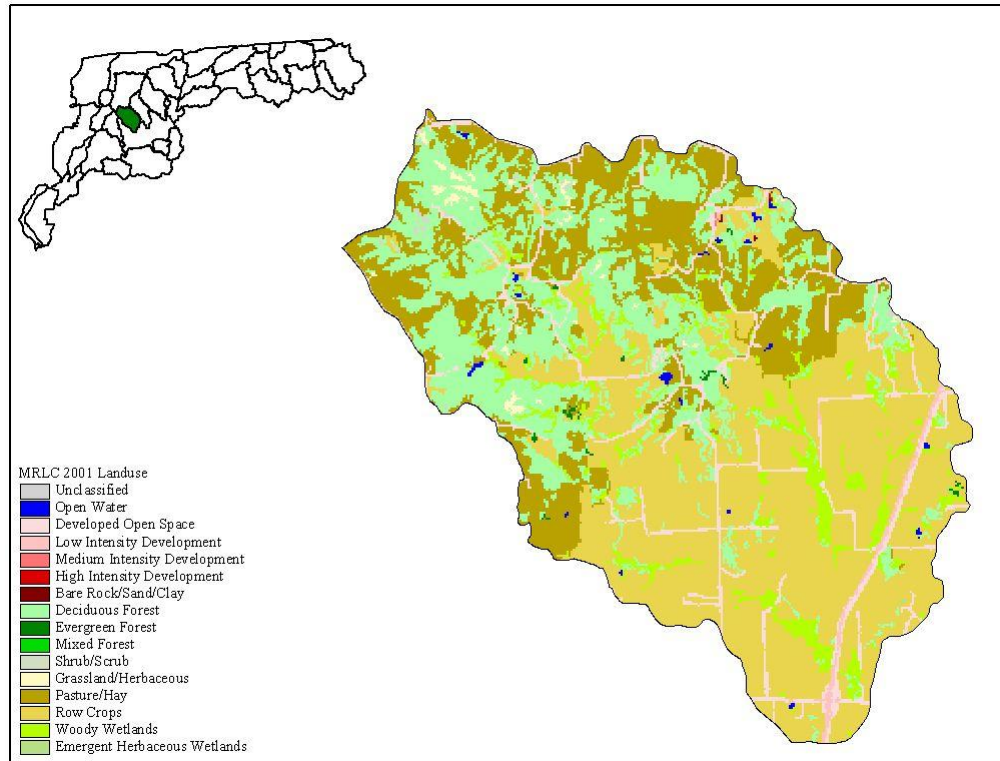 MRLC 2001 Landuse
Unclassified
Open Water
Developed Open Space
Low Intensity Development
Medium Intensity Development
High Intensity Development
Bare Rock/Sand/Clay
Deciduous Forest
Evergreen Forest
Mixed Forest
Shrub/Scrub
Grassland/Herbaceous
Pasture/Hay
Row Crops
Woody Wetlands
Emergent Herbaceous Wetlands